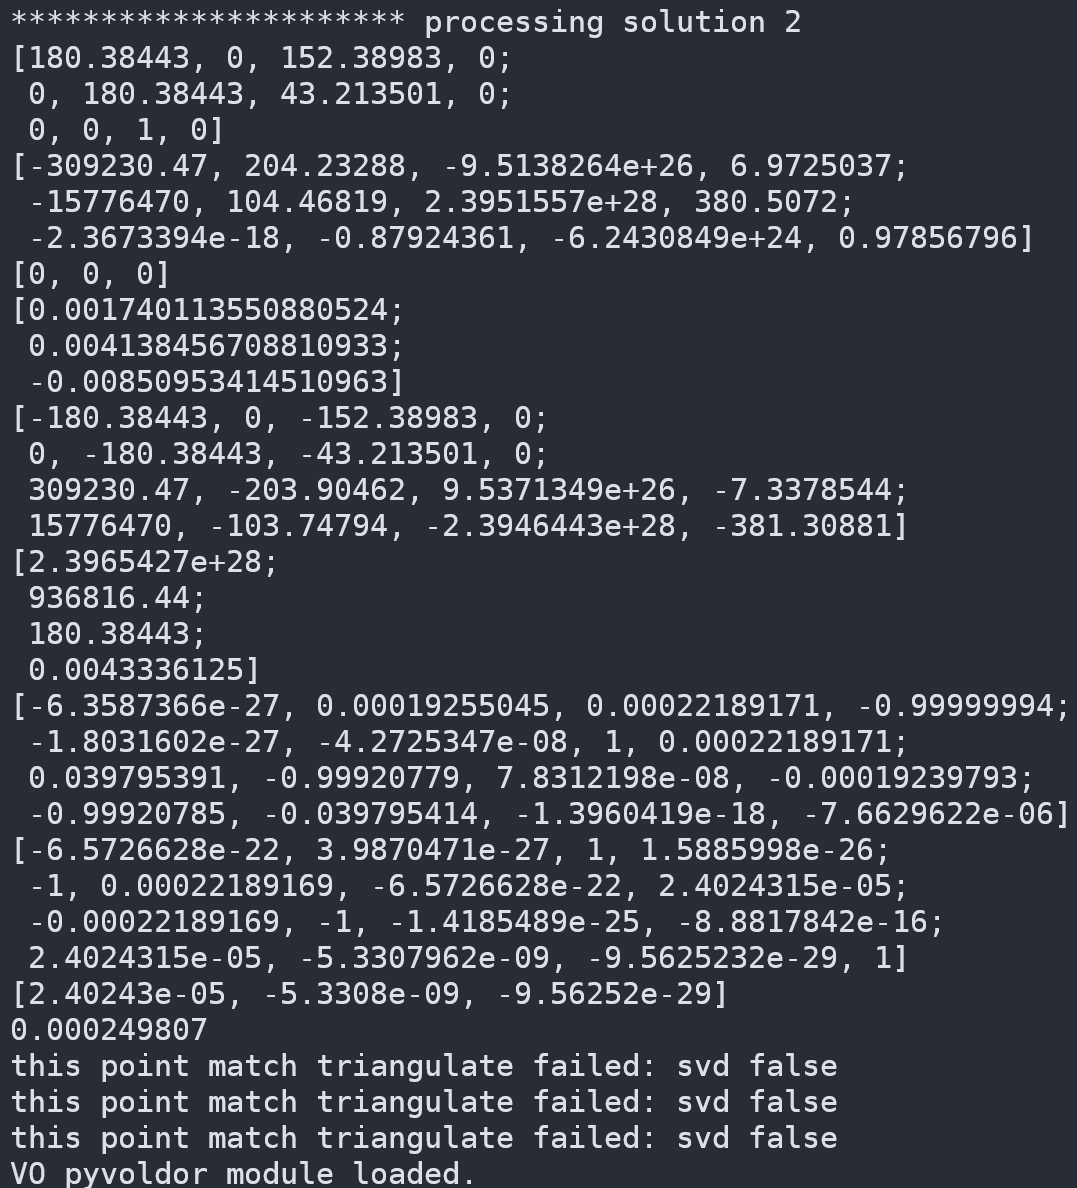 ********************** processing solution 2
[180.38443, 0, 152.38983, 0;
 0, 180.38443, 43.213501, 0;
 0, 0, 1, 0]
[-309230.47, 204.23288, -9.5138264e+26, 6.9725037;
 -15776470, 104.46819, 2.3951557e+28, 380.5072;
 -2.3673394e-18, -0.87924361, -6.2430849e+24, 0.97856796]
[0, 0, 0]
[0.001740113550880524;
 0.004138456708810933;
 -0.00850953414510963]
[-180.38443, 0, -152.38983, 0;
 0, -180.38443, -43.213501, 0;
 309230.47, -203.90462, 9.5371349e+26, -7.3378544;
 15776470, -103.74794, -2.3946443e+28, -381.30881]
[2.3965427e+28;
 936816.44;
 180.38443;
 0.0043336125]
[-6.3587366e-27, 0.00019255045, 0.00022189171, -0.99999994;
 -1.8031602e-27, -4.2725347e-08, 1, 0.00022189171;
 0.039795391, -0.99920779, 7.8312198e-08, -0.00019239793;
 -0.99920785, -0.039795414, -1.3960419e-18, -7.6629622e-06]
[-6.5726628e-22, 3.9870471e-27, 1, 1.5885998e-26;
 -1, 0.00022189169, -6.5726628e-22, 2.4024315e-05;
 -0.00022189169, -1, -1.4185489e-25, -8.8817842e-16;
 2.4024315e-05, -5.3307962e-09, -9.5625232e-29, 1]
[2.40243e-05, -5.3308e-09, -9.56252e-29]
0.000249807
this point match triangulate failed: svd false
this point match triangulate failed: svd false
this point match triangulate failed: svd false
VO pyvoldor module loaded.